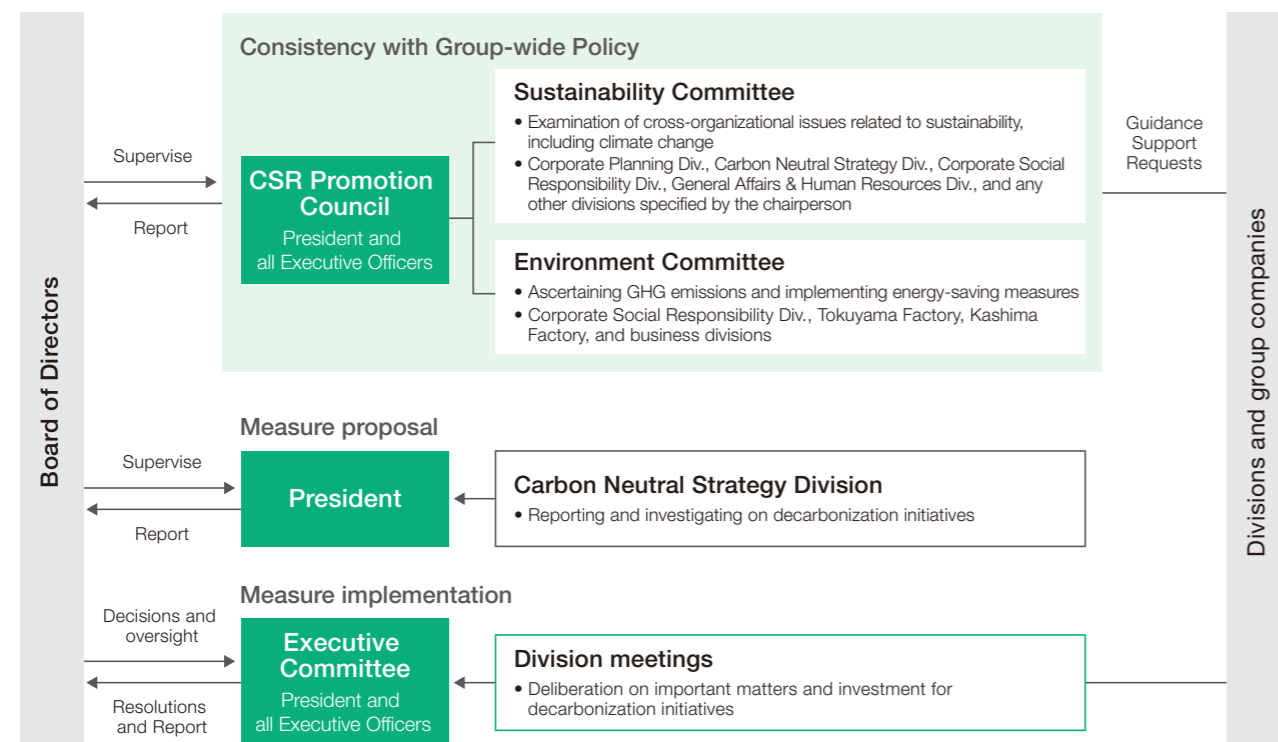 Board of Directors
Consistency with Group-wide Policy
Supervise
Report
CSR Promotion
Council
President and
all Executive Officers
Sustainability Committee
• Examination of cross-organizational issues related to sustainability,
including climate change
• Corporate Planning Div., Carbon Neutral Strategy Div., Corporate Social
Responsibility Div., General Affairs & Human Resources Div., and any
other divisions specified by the chairperson
Environment Committee
• Ascertaining GHG emissions and implementing energy-saving measures
• Corporate Social Responsibility Div., Tokuyama Factory, Kashima
Factory, and business divisions
Guidance
Support
Requests
Measure proposal
Supervise
Report
President
Carbon Neutral Strategy Division
• Reporting and investigating on decarbonization initiatives
Measure implementation
Decisions and
oversight
Resolutions
and Report
Executive
Committee
President and
all Executive Officers
Division meetings
• Deliberation on important matters and investment for
decarbonization initiatives
Divisions and group companies